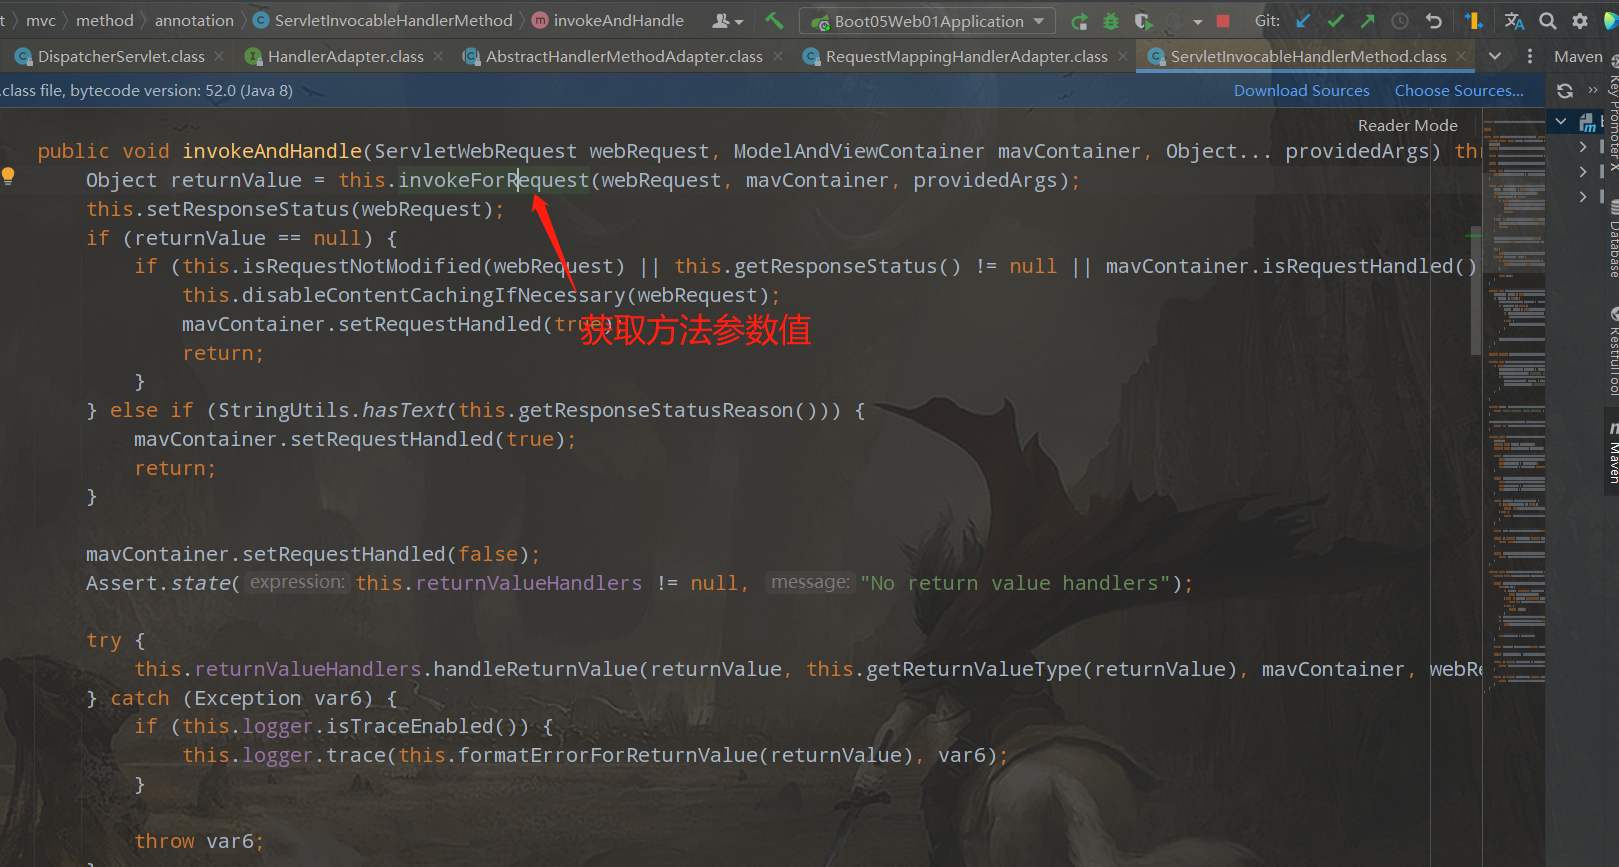 t mvc method annotation ServletInvocableHandlerMethod invokeAndHandle Boot05Web01Application Git:
DispatcherServlet.class HandlerAdapter.class AbstractHandlerMethodAdapter.class RequestMappingHandlerAdapter.class ServletInvocableHandlerMethod.class Maven
.class file, bytecode version: 52.0 (Java 8) Download Sources Choose Sources...
Reader Mode
public void invokeAndHandle(ServletWebRequest webRequest, ModelAndViewContainer mavContainer, Object... providedArgs) thr
Object returnValue = this.invokeForRequest(webRequest, mavContainer, providedArgs);
this.setResponseStatus(webRequest);
if (returnValue == null) {
if (this.isRequestNotModified(webRequest) || this.getResponseStatus() != null || mavContainer.isRequestHandled()
this.disableContentCachingIfNecessary(webRequest);
mavContainer.setRequestHandled(true);
获取方法参数值
return;
}
} else if (StringUtils.hasText(this.getResponseStatusReason())) {
mavContainer.setRequestHandled(true);
return;
}
mavContainer.setRequestHandled(false);
Assert.state( expression: this.returnValueHandlers != null, message: "No return value handlers");
try {
this.returnValueHandlers.handleReturnValue(returnValue, this.getReturnValueType(returnValue), mavContainer, webRe
} catch (Exception var6) {
if (this.logger.isTraceEnabled()) {
this.logger.trace(this.formatErrorForReturnValue(returnValue), var6);
}
throw var6;
Key Promoter X
Database
RestfulTool
Maven